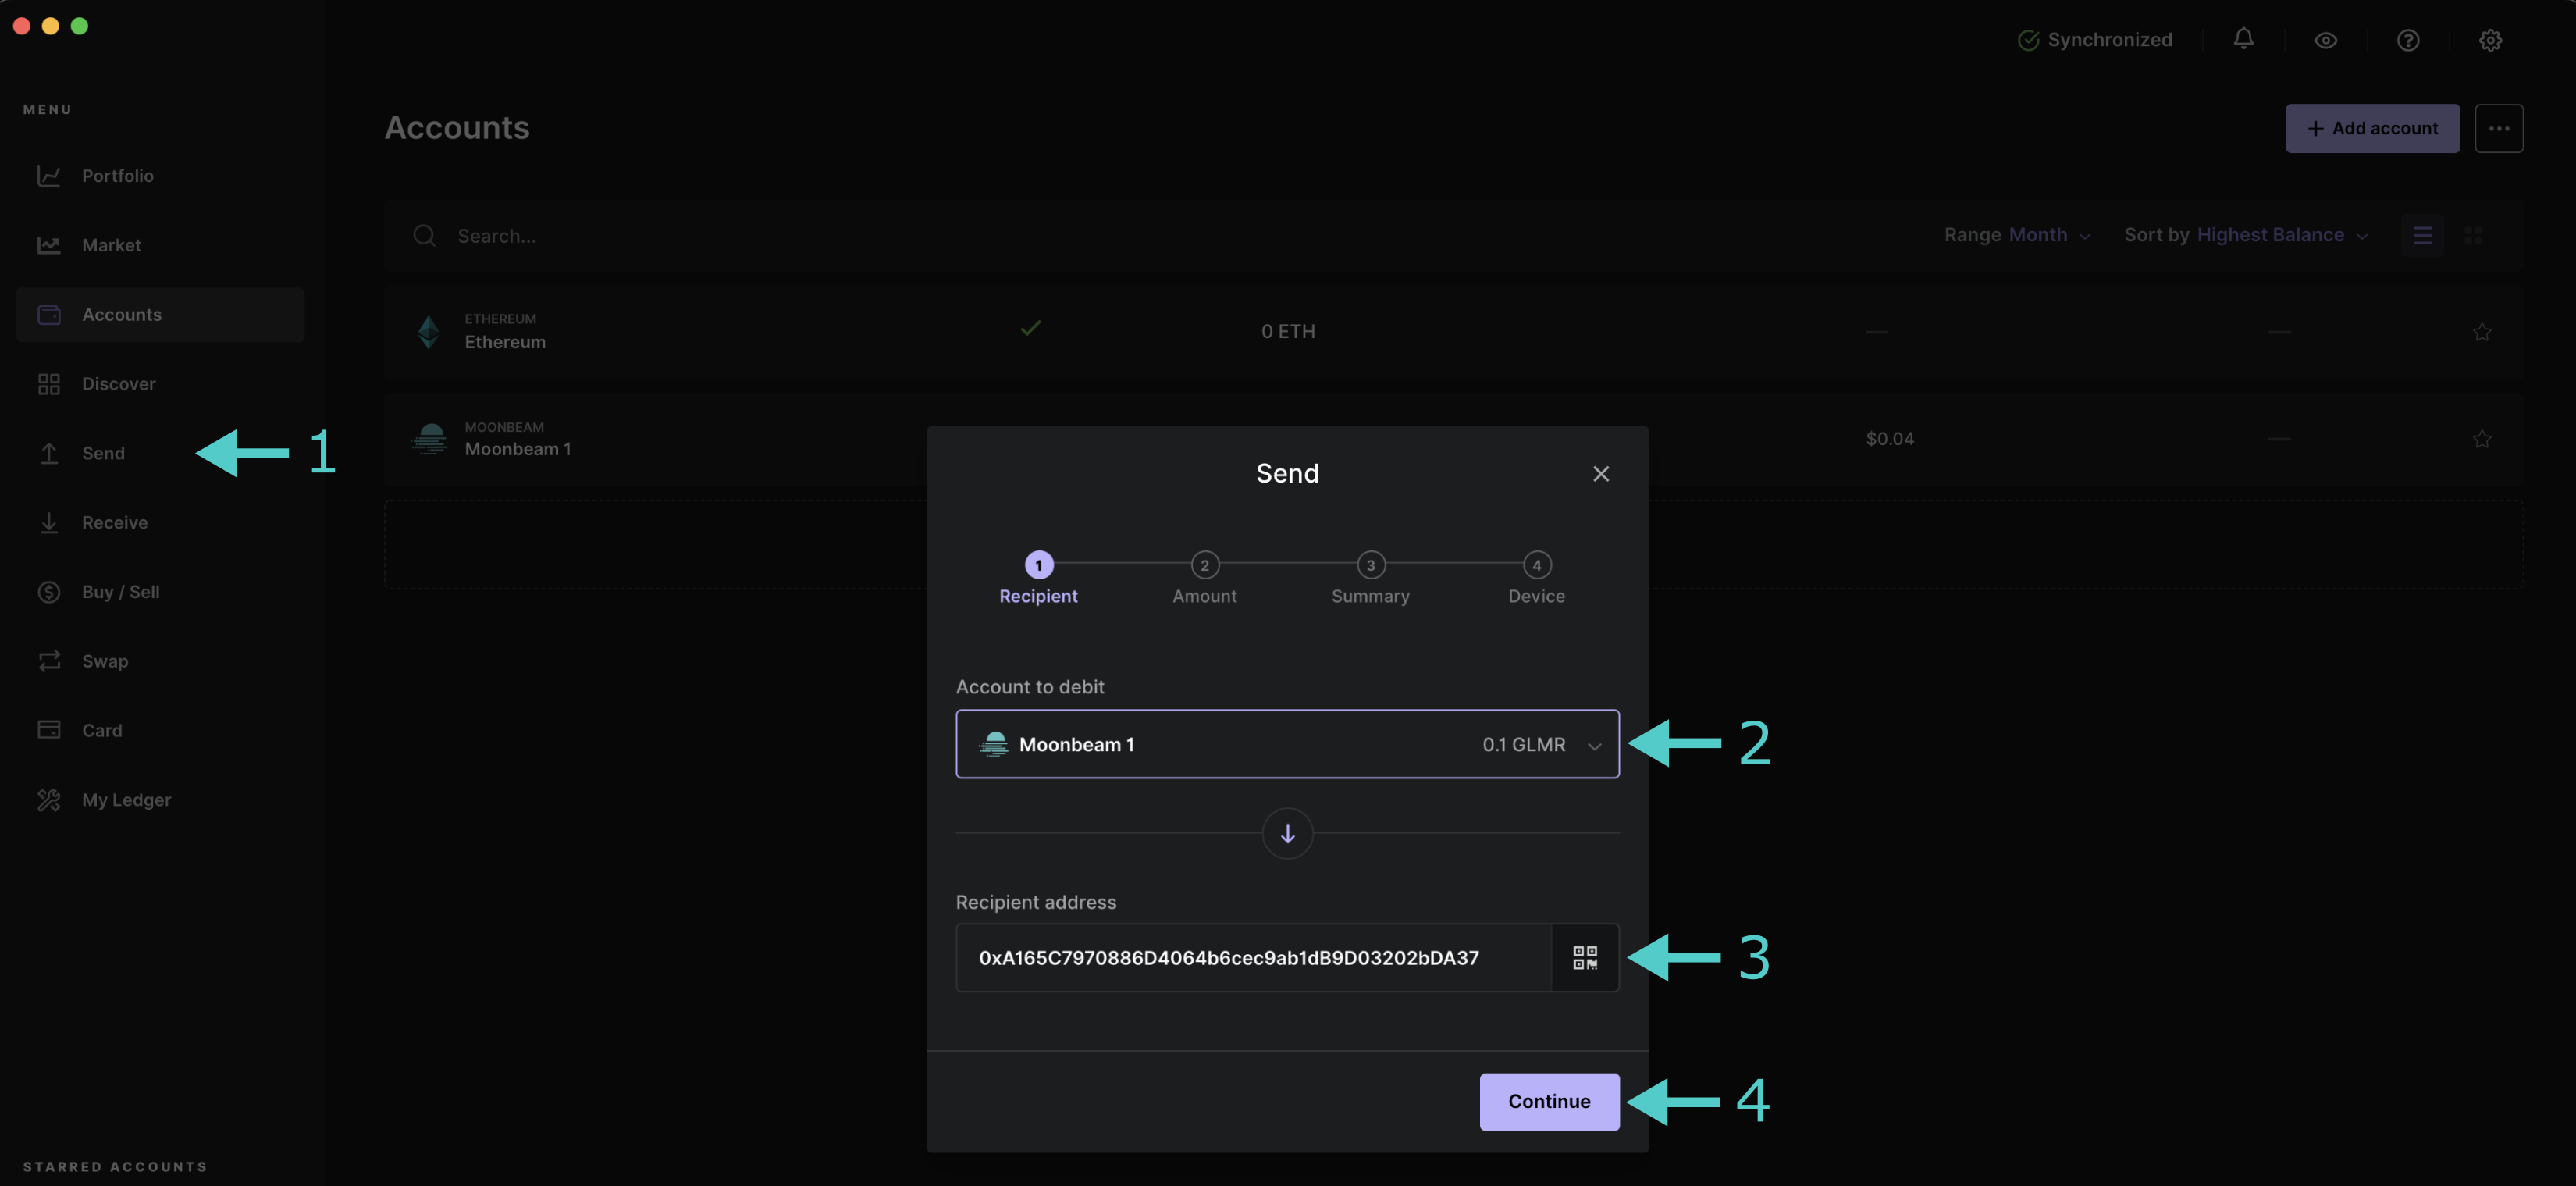 Synchronized
MENU
Accounts
+ Add account
Portfolio
Market
Accounts
Discover
Send
Receive
Buy / Sell
Swap
Card
My Ledger
STARRED ACCOUNTS
Search...
Range Month
Sort by Highest Balance
ETHEREUM
Ethereum
0 ETH
MOONBEAM
Moonbeam 1
$0.04
1
Send
1
2
3
4
Recipient
Amount
Summary
Device
Account to debit
Moonbeam 1
0.1 GLMR
2
Recipient address
0xA165C7970886D4064b6cec9ab1dB9D03202bDA37
3
Continue
4